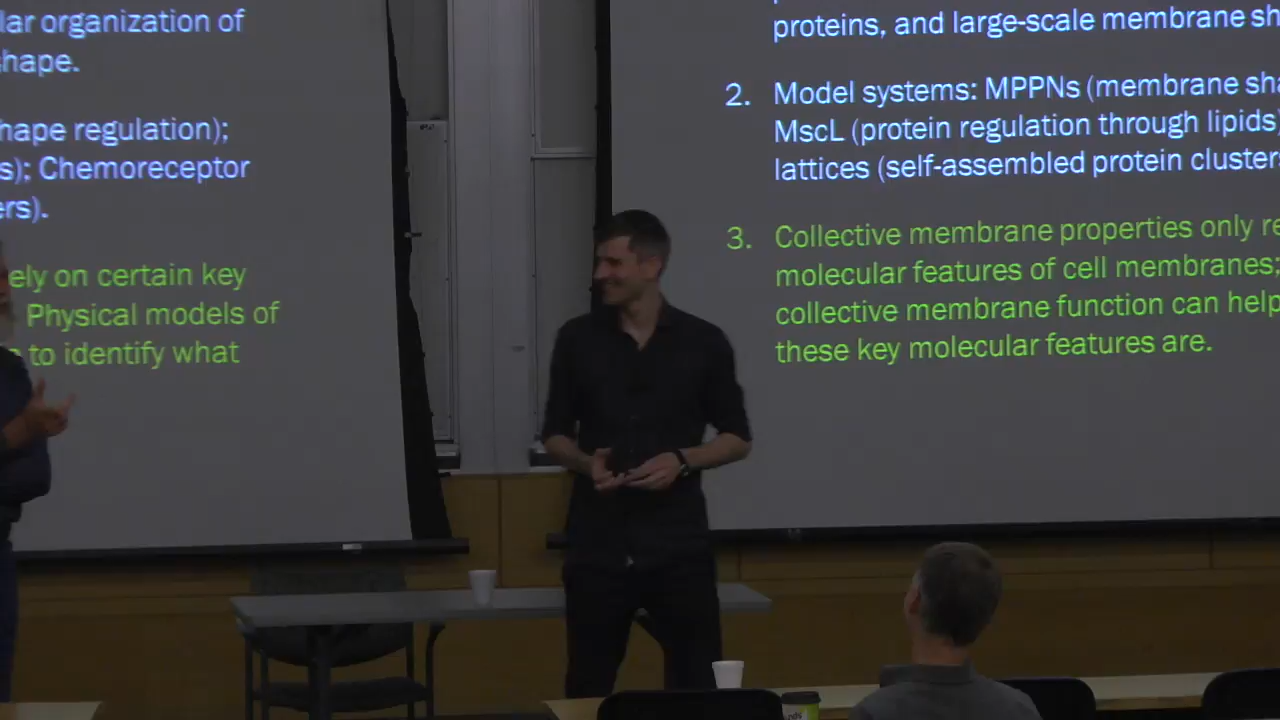 lar organization of
hape.
hape regulation);
s); Chemoreceptor
ers).
ely on certain key
Physical models of
to identify what
proteins, and large-scale membrane sh
2. Model systems: MPPNs (membrane sha
MscL (protein regulation through lipids)
lattices (self-assembled protein clusters
3. Collective membrane properties only re
molecular features of cell membranes;
collective membrane function can help
these key molecular features are.